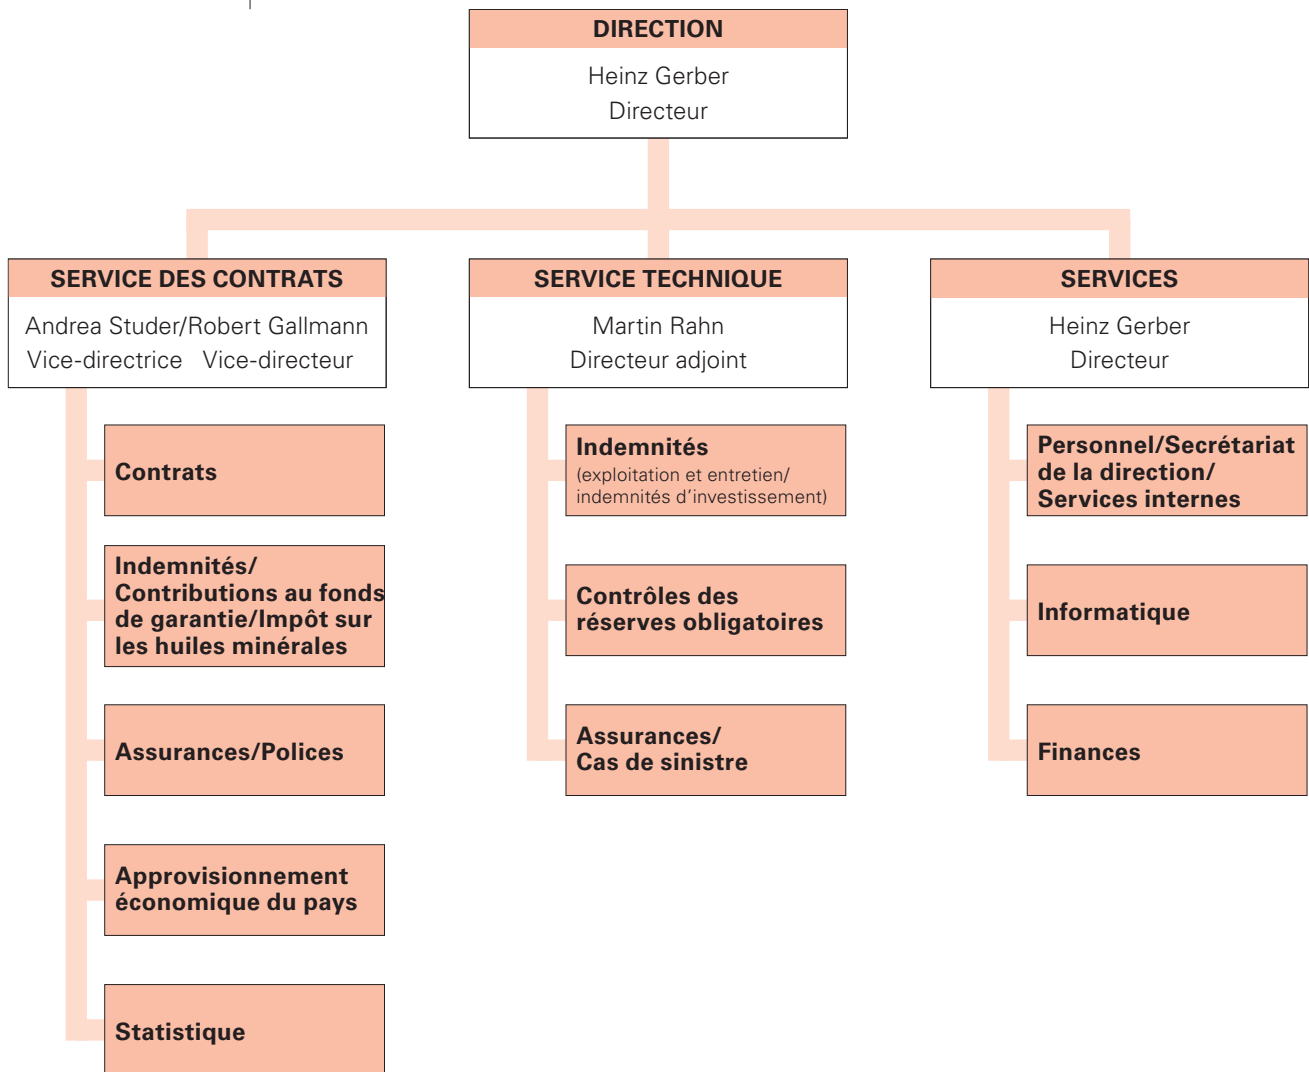 DIRECTION
Heinz Gerber
Directeur
SERVICE DES CONTRATS
Andrea Studer/Robert Gallmann
Vice-directrice Vice-directeur
Contrats
Indemnités/
Contributions au fonds
de garantie/Impôt sur
les huiles minérales
Assurances/Polices
Approvisionnement
économique du pays
Statistique
SERVICE TECHNIQUE
Martin Rahn
Directeur adjoint
Indemnités
(exploitation et entretien/
indemnités d’investissement)
Contrôles des
réserves obligatoires
Assurances/
Cas de sinistre
SERVICES
Heinz Gerber
Directeur
Personnel/Secrétariat
de la direction/
Services internes
Informatique
Finances